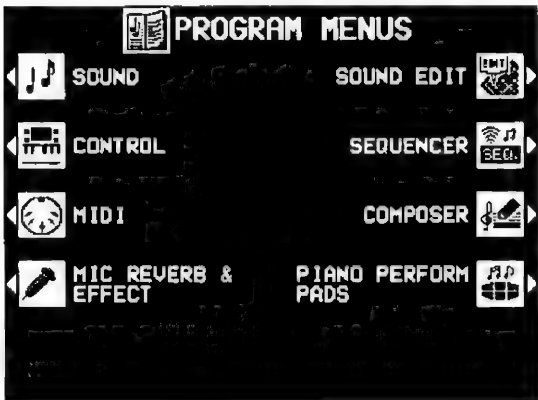 PROGRAM MENUS
SOUND
SOUND EDIT
EDIT
CONTROL
SEQUENCER
SEQ.
MIDI
COMPOSER
MIC REVERB &
EFFECT
PIANO PERFORM
PADS